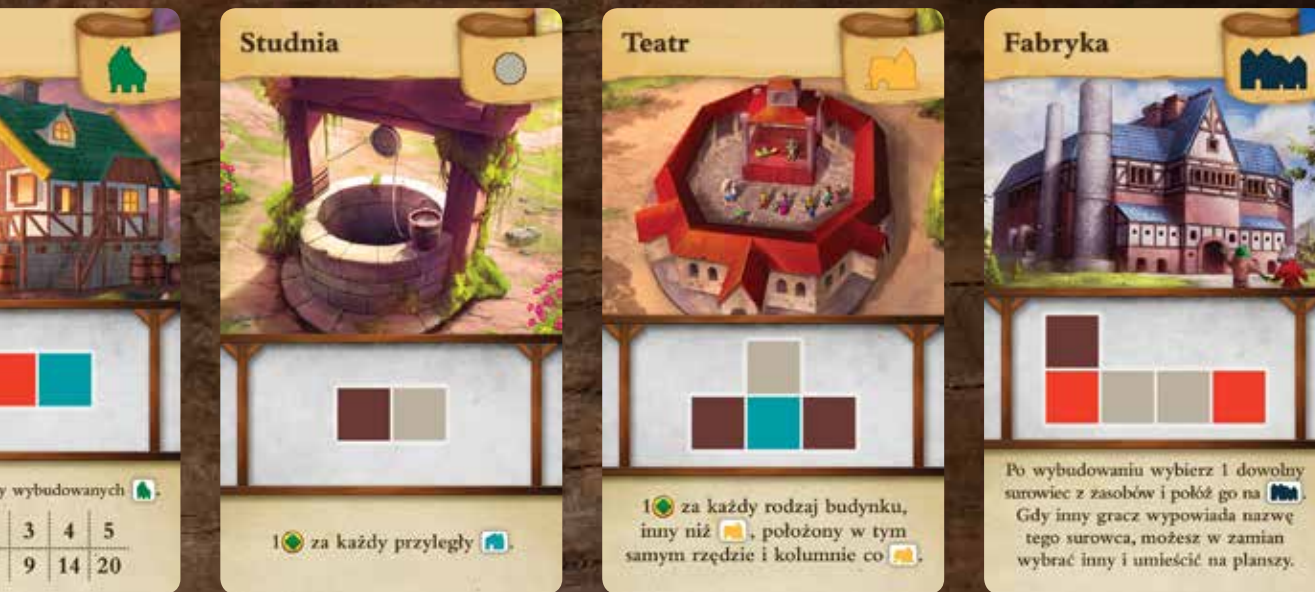 y wybudowanych
3 4 5
9 14 20
Studnia
1 za każdy przyległy .
Teatr
1 za każdy rodzaj budynku,
inny niż , położony w tym
samym rzędzie i kolumnie co .
Fabryka
Po wybudowaniu wybierz 1 dowolny
surowiec z zasobów i połóż go na .
Gdy inny gracz wypowiada nazwę
tego surowca, możesz w zamian
wybrać inny i umieścić na planszy.